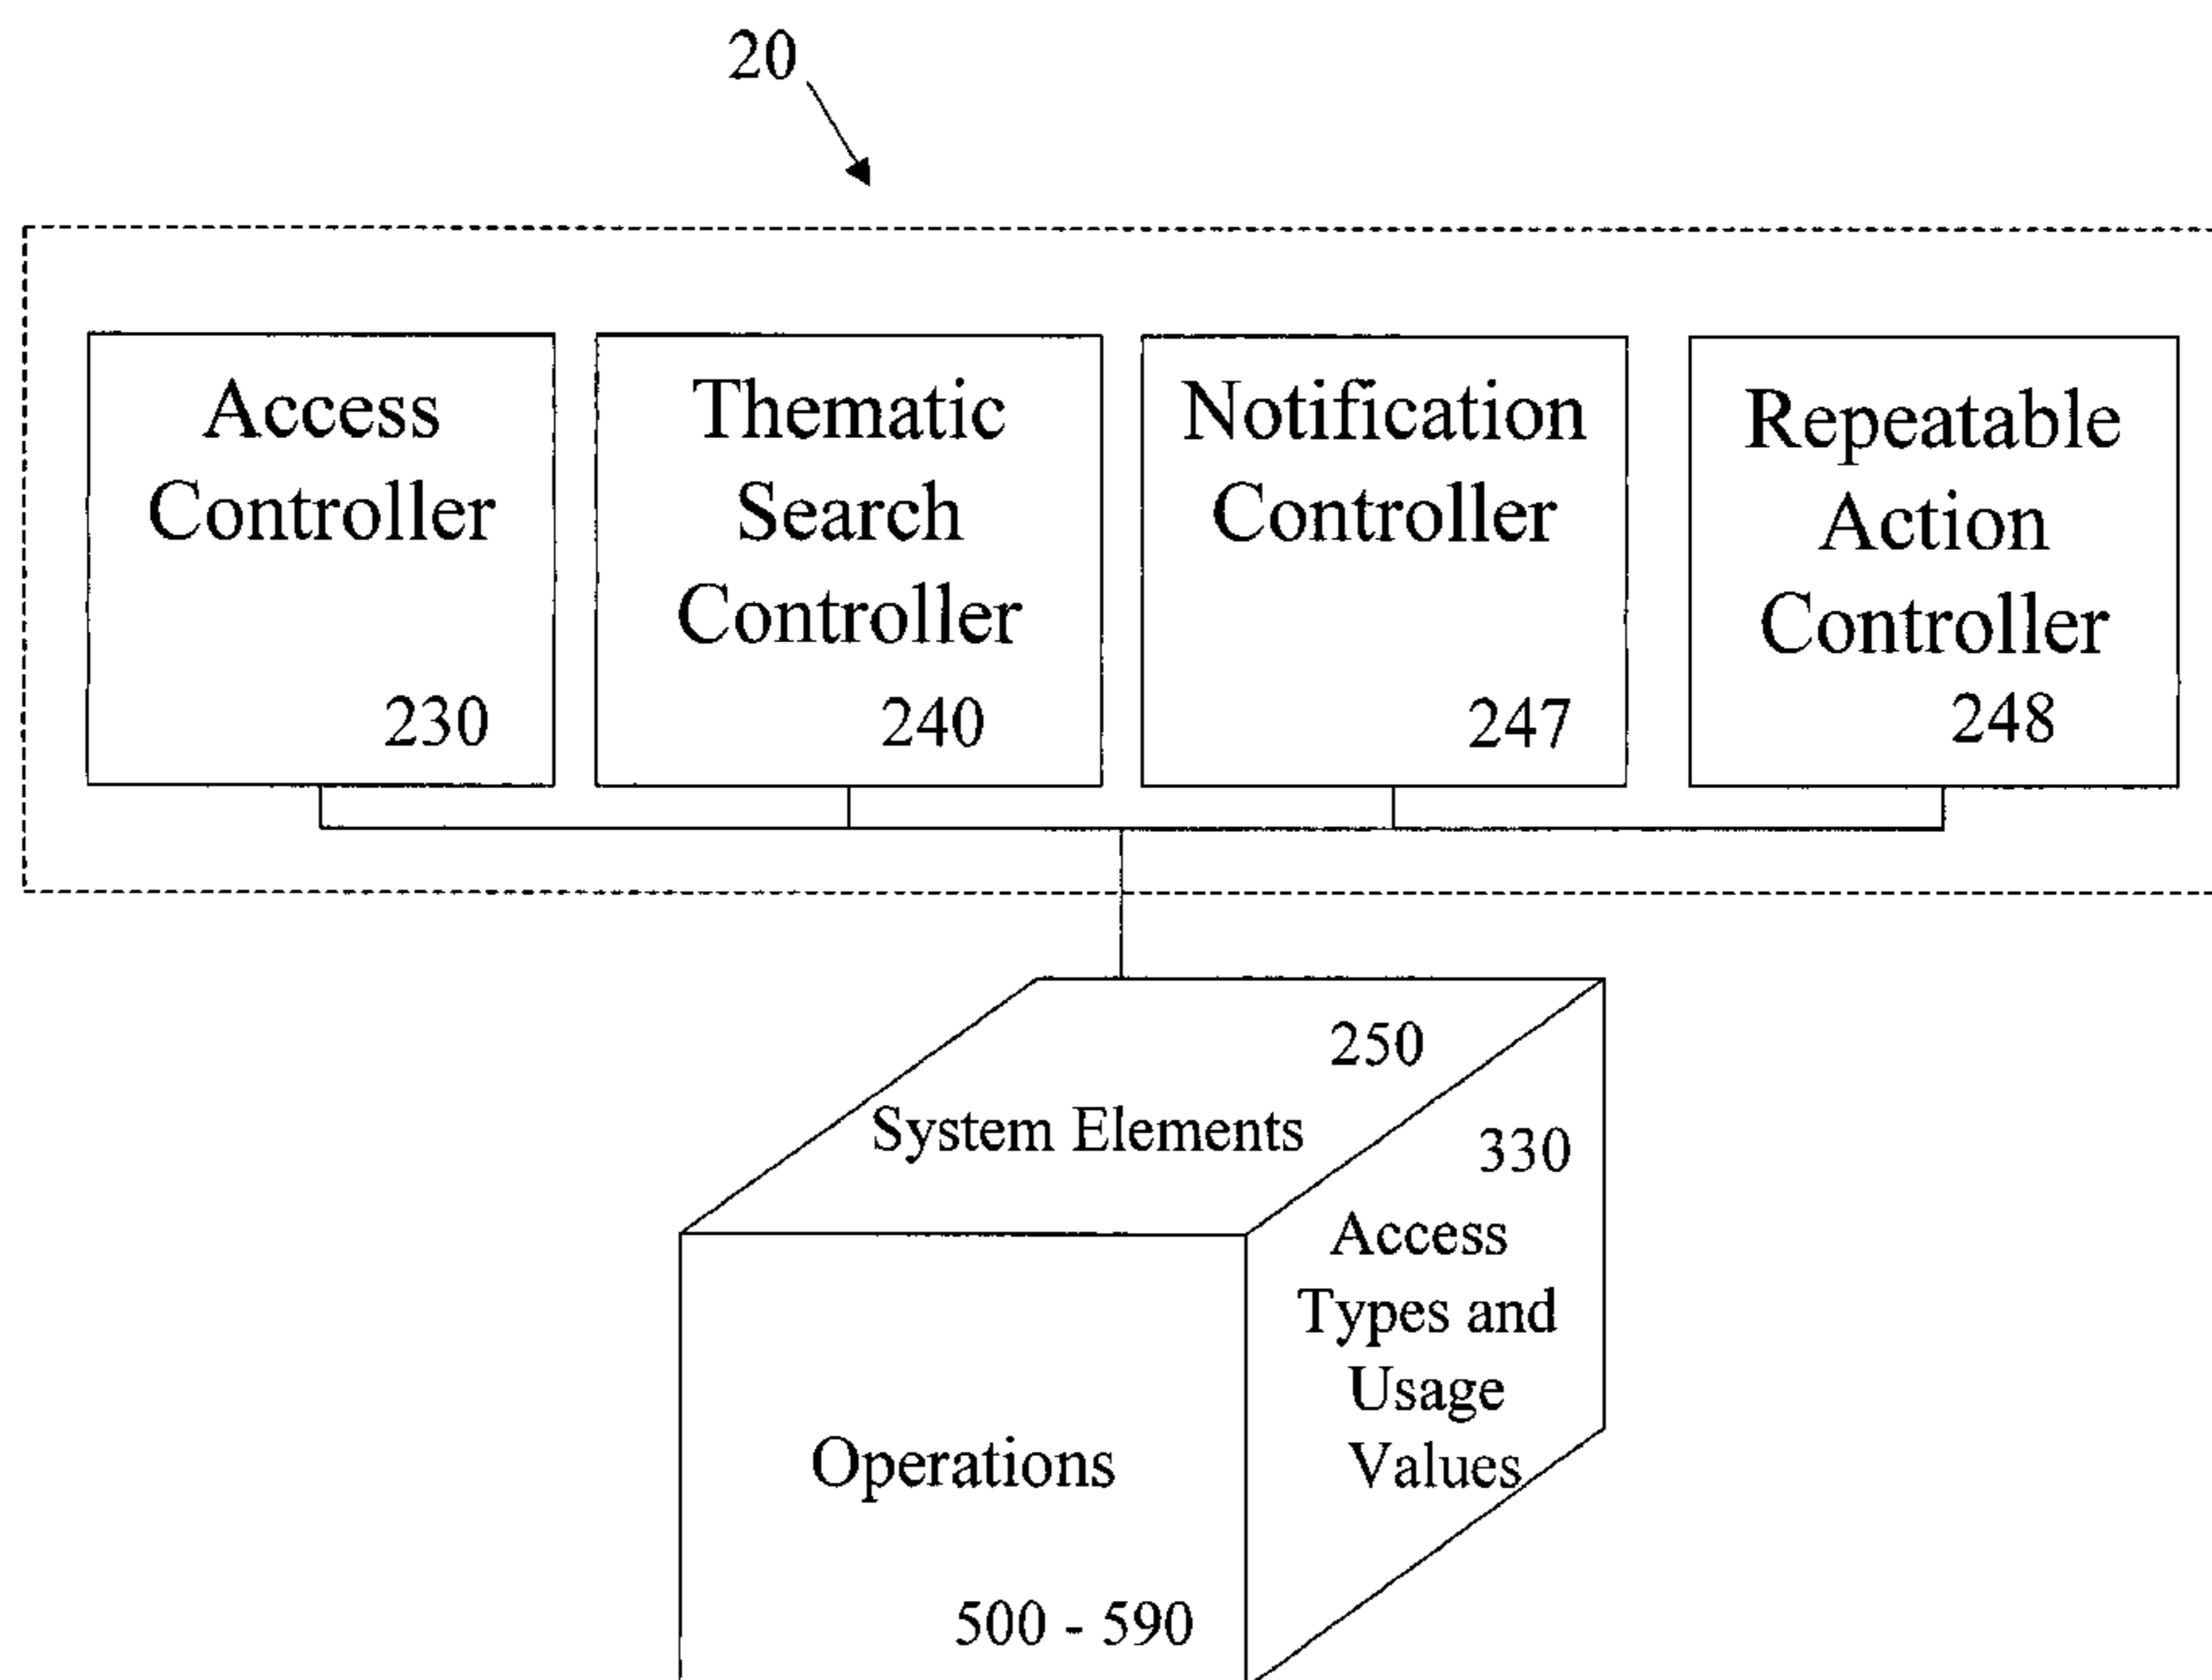 20
Access
Controller
230
Thematic
Search
Controller
240
Notification
Controller
247
Repeatable
Action
Controller
248
250
System Elements
330
Access
Types and
Usage
Values
Operations
500 - 590